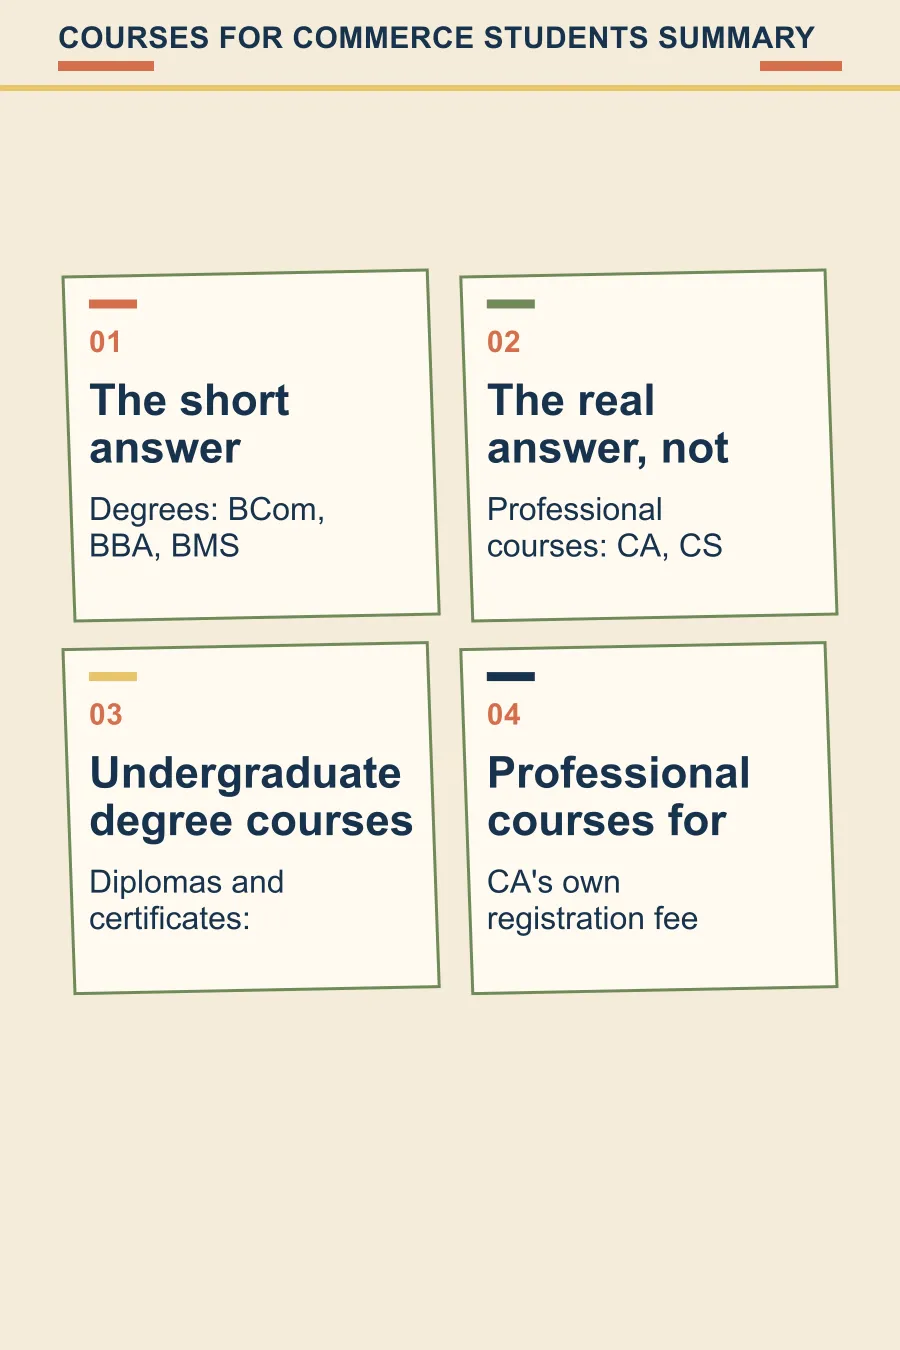 COURSES FOR COMMERCE STUDENTS SUMMARY
01
The short
answer
Degrees: BCom,
BBA, BMS
02
The real
answer, not
Professional
courses: CA, CS
03
Undergraduate
degree courses
Diplomas and
certificates:
04
Professional
courses for
CA's own
registration fee